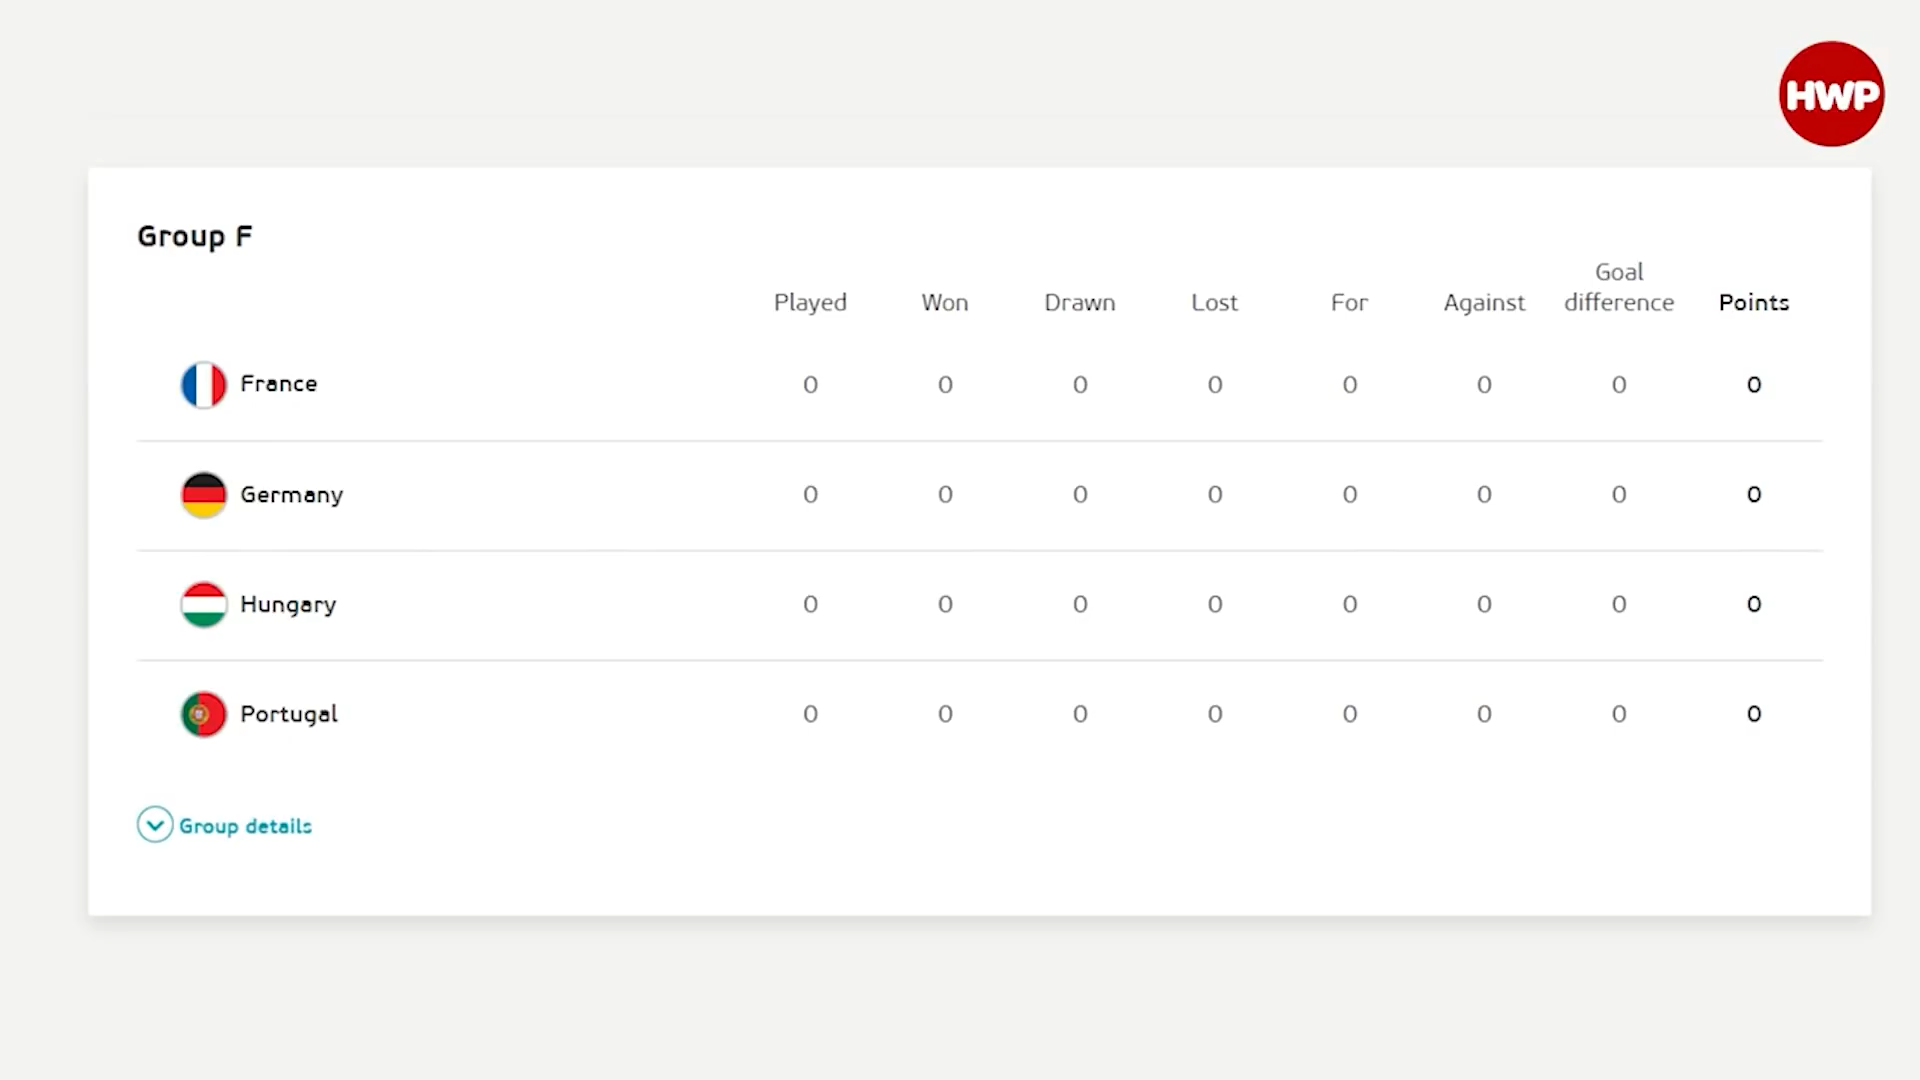 HWP
Group F
Played Won Drawn Lost For Against Goal difference Points
France 0 0 0 0 0 0 0 0
Germany 0 0 0 0 0 0 0 0
Hungary 0 0 0 0 0 0 0 0
Portugal 0 0 0 0 0 0 0 0
Group details